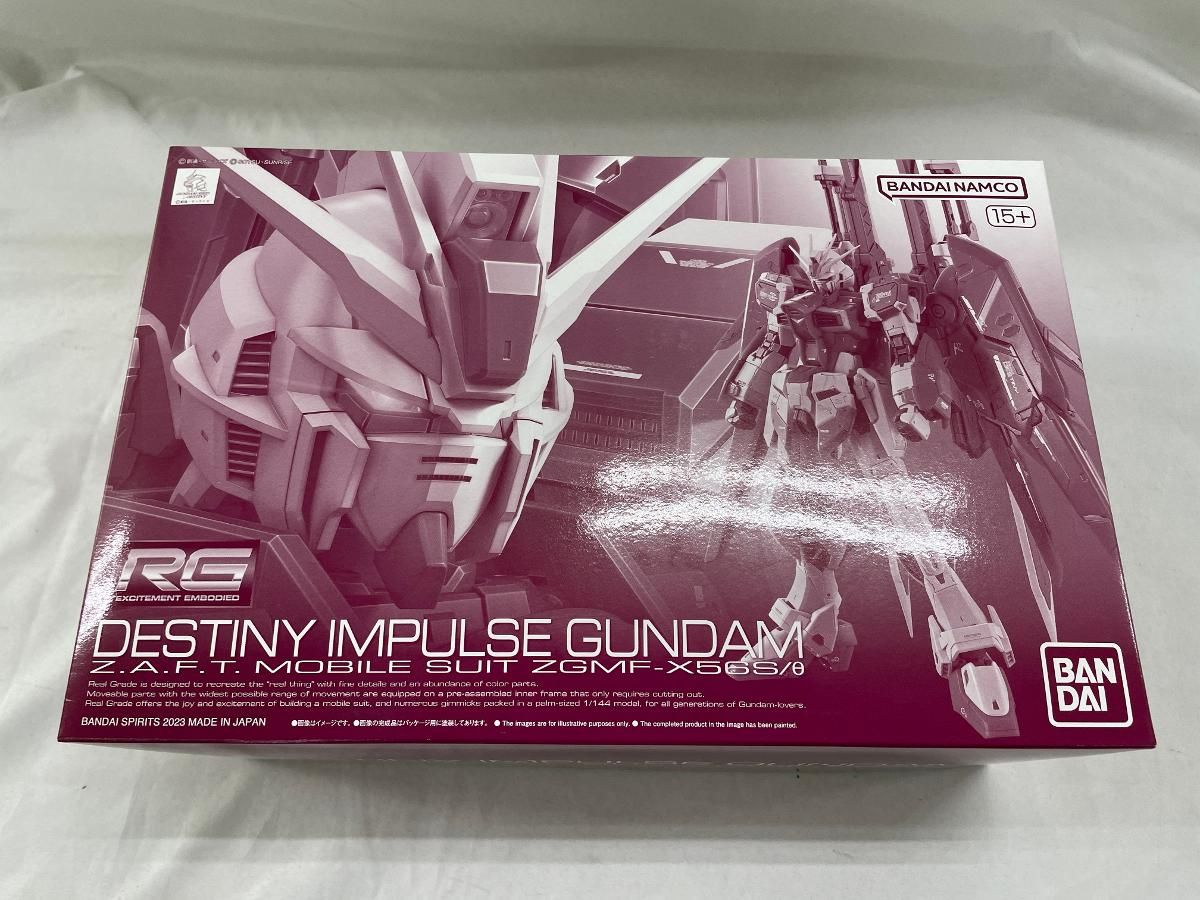 BANDAI NAMCO
15+
RG
EXCITEMENT EMBODIED
DESTINY IMPULSE GUNDAM
Z.A.F.T. MOBILE SUIT ZGMF-X56S/θ
Real Grade is designed to recreate the "real thing" with fine details and an abundance of color parts.
Moveable parts with the widest possible range of movement are equipped on a pre-assembled inner frame that only requires cutting out.
Real Grade offers the joy and excitement of building a mobile suit, and numerous gimmicks packed in a palm-sized 1/144 model, for all generations of Gundam-lovers.
BANDAI SPIRITS 2023 MADE IN JAPAN
●画像はイメージです。 ●画像の完成品はパッケージ用に塗装してあります。 ● The images are for illustrative purposes only. ● The completed product in the image has been painted.
BAN
DAI